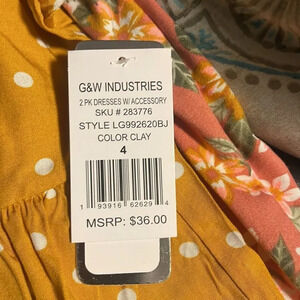 G&W INDUSTRIES
2 PK DRESSES W/ ACCESSORY
SKU # 283776
STYLE LG992620BJ
COLOR CLAY
4
1 93916 62629 4
MSRP: $36.00